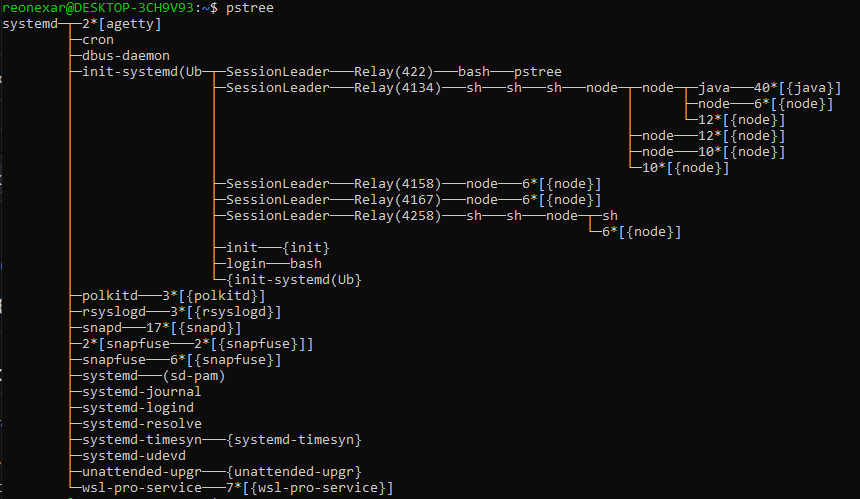 reonexar@DESKTOP-3CH9V93:~$ pstree
systemd─┬─2*[agetty]
        ├─cron
        ├─dbus-daemon
        ├─init-systemd(Ub─┬─SessionLeader───Relay(422)───bash───pstree
        │                 ├─SessionLeader───Relay(4134)───sh───sh───sh───node─┬─node─┬─java───40*[{java}]
        │                 │                                                   │      ├─node───6*[{node}]
        │                 │                                                   │      └─12*[{node}]
        │                 │                                                   ├─node───12*[{node}]
        │                 │                                                   ├─node───10*[{node}]
        │                 │                                                   └─10*[{node}]
        │                 ├─SessionLeader───Relay(4158)───node───6*[{node}]
        │                 ├─SessionLeader───Relay(4167)───node───6*[{node}]
        │                 ├─SessionLeader───Relay(4258)───sh───sh───node─┬─sh
        │                 │                                              └─6*[{node}]
        │                 ├─init───{init}
        │                 ├─login───bash
        │                 └─{init-systemd(Ub}
        ├─polkitd───3*[{polkitd}]
        ├─rsyslogd───3*[{rsyslogd}]
        ├─snapd───17*[{snapd}]
        ├─2*[snapfuse───2*[{snapfuse}]]
        ├─snapfuse───6*[{snapfuse}]
        ├─systemd───(sd-pam)
        ├─systemd-journal
        ├─systemd-logind
        ├─systemd-resolve
        ├─systemd-timesyn───{systemd-timesyn}
        ├─systemd-udevd
        ├─unattended-upgr───{unattended-upgr}
        └─wsl-pro-service───7*[{wsl-pro-service}]